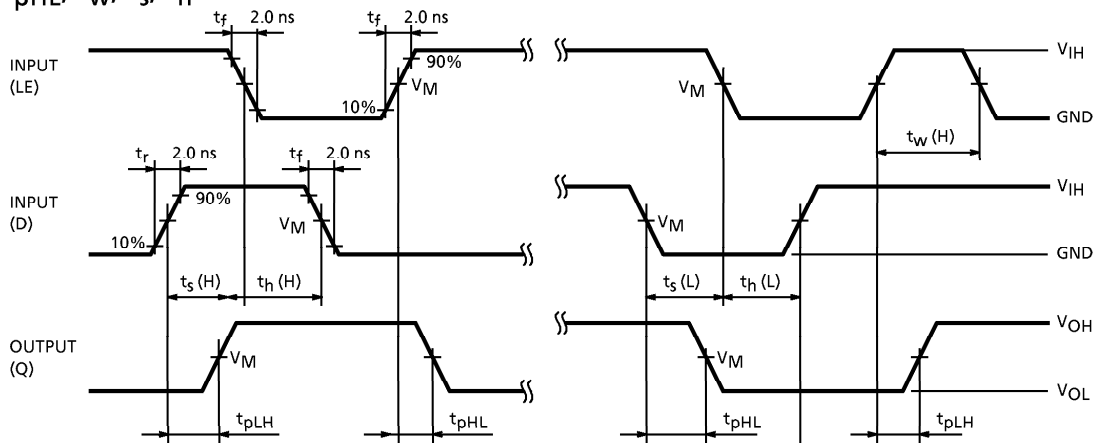 pHL, w, s, h
tf 2.0 ns tf 2.0 ns
INPUT
(LE)
90%
VM
10%
VM
VIH
GND
tw (H)
tr 2.0 ns tf 2.0 ns
INPUT
(D)
90%
VM
10%
VM
VIH
GND
ts (H) th (H) ts (L) th (L)
OUTPUT
(Q)
VM
VM
VOH
VOL
tpLH tpHL tpHL tpLH